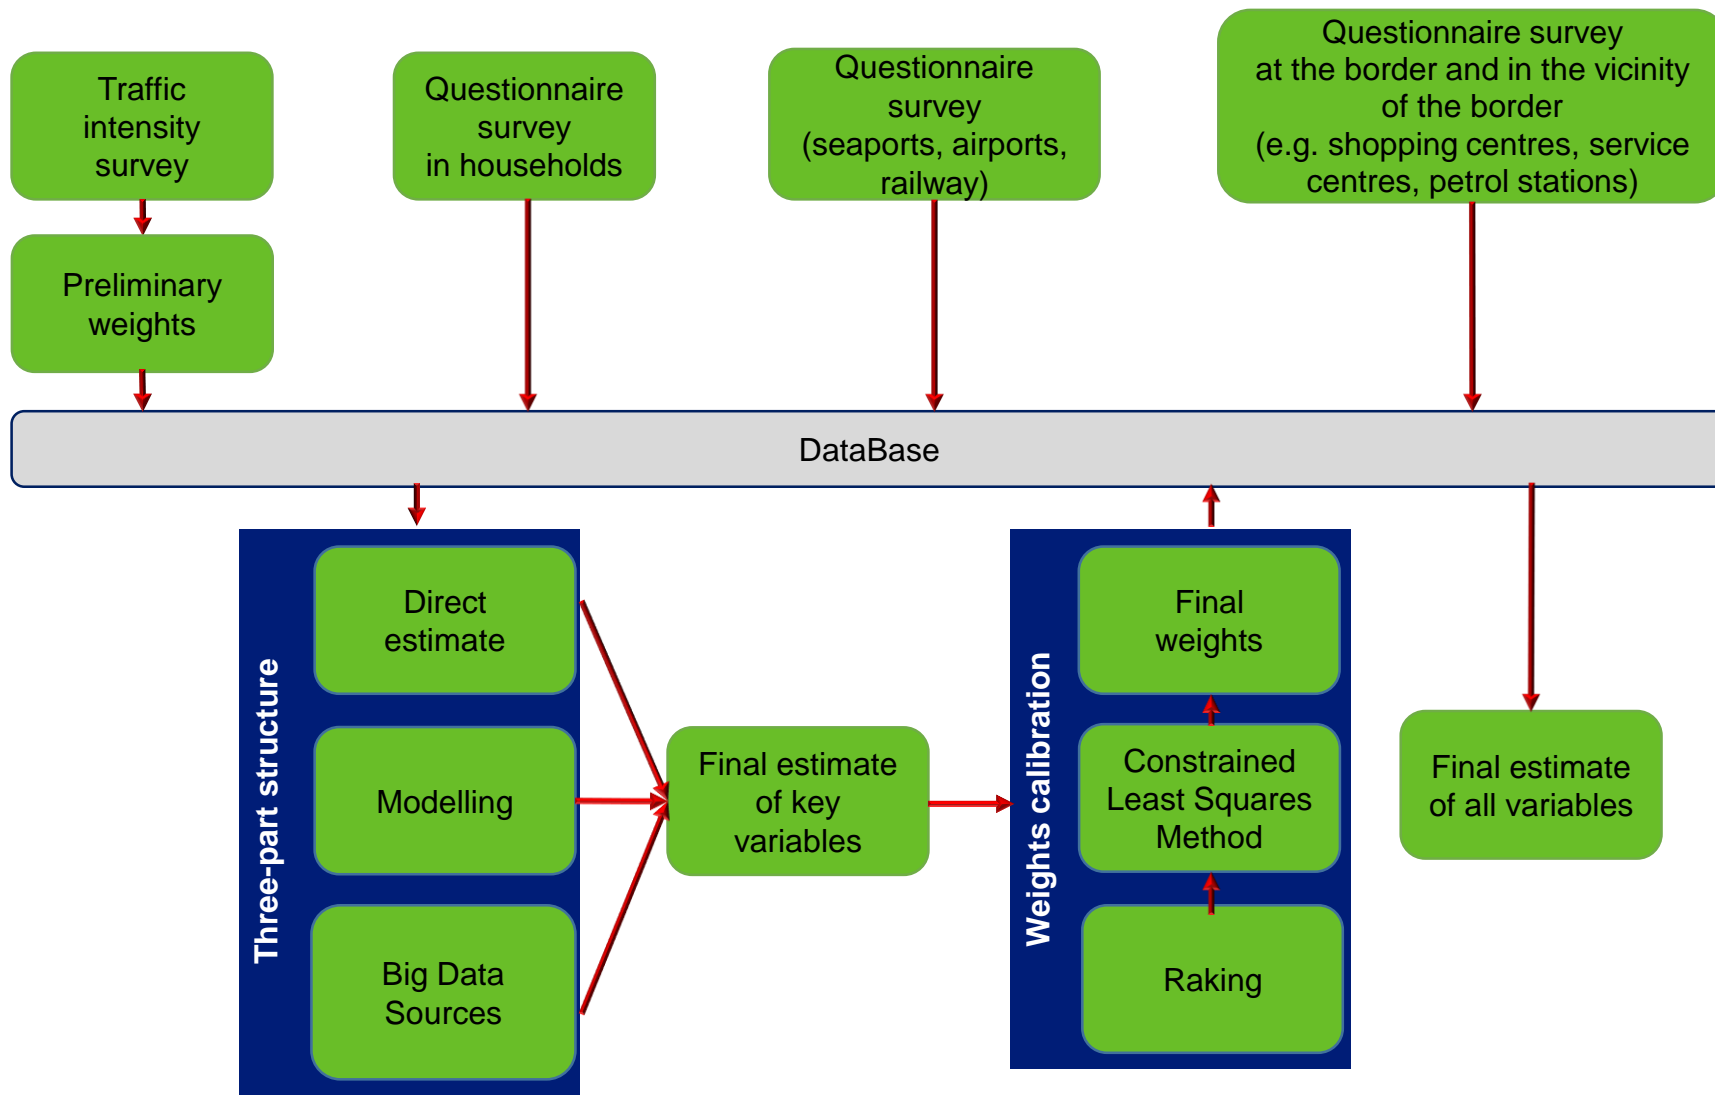 Traffic
intensity
survey
Questionnaire
survey
in households
Questionnaire
survey
(seaports, airports,
railway)
Questionnaire survey
at the border and in the vicinity
of the border
(e.g. shopping centres, service
centres, petrol stations)
Preliminary
weights
DataBase
Three-part structure
Direct
estimate
Modelling
Big Data
Sources
Final estimate
of key
variables
Weights calibration
Final
weights
Constrained
Least Squares
Method
Raking
Final estimate
of all variables